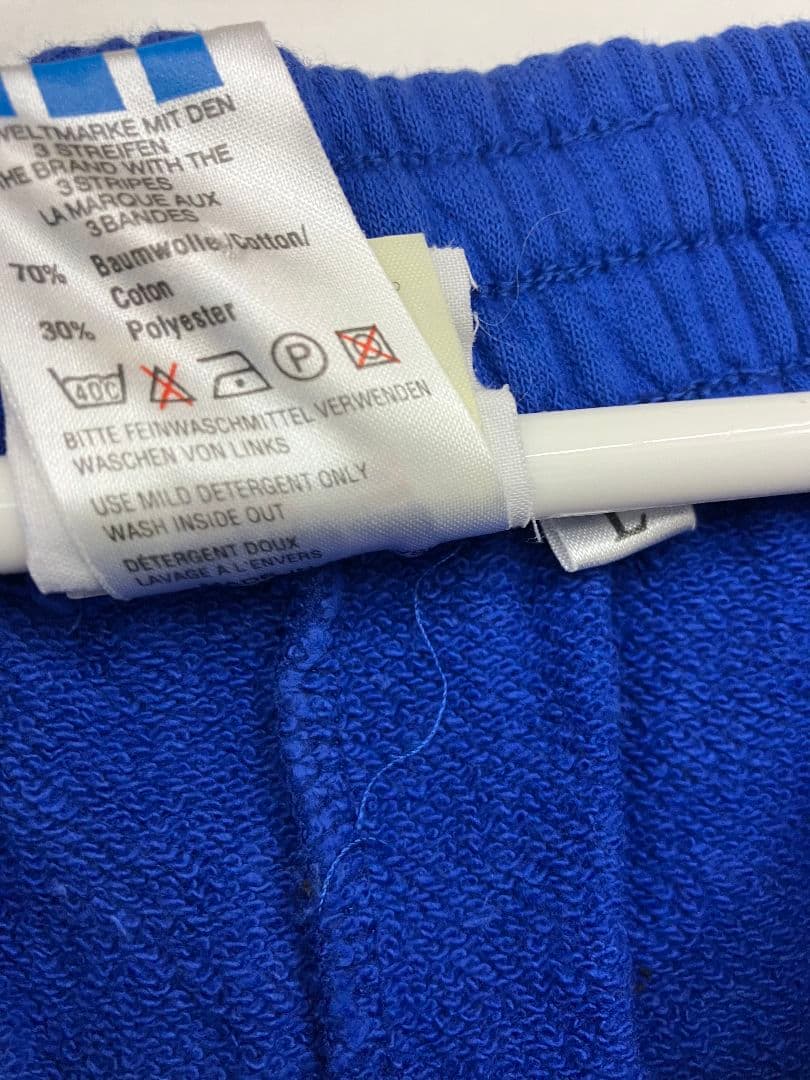 WELTMARKE MIT DEN
3 STREIFEN
THE BRAND WITH THE
3 STRIPES
LA MARQUE AUX
3 BANDES
70% Baumwolle/Cotton/
Coton
30% Polyester
40C P
BITTE FEINWASCHMITTEL VERWENDEN
WASCHEN VON LINKS
USE MILD DETERGENT ONLY
WASH INSIDE OUT
DÉTERGENT DOUX
LAVAGE A L'ENVERS
L